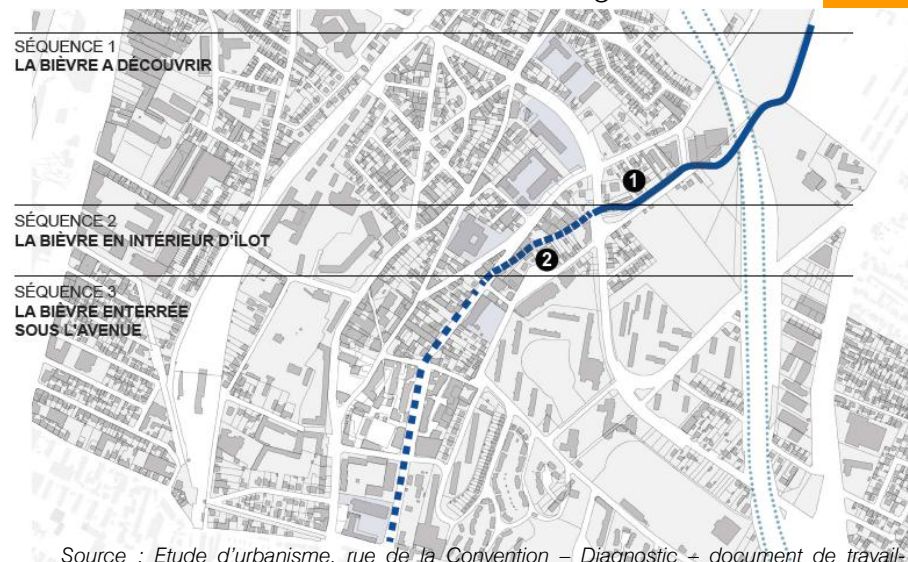 SÉQUENCE 1
LA BIÈVRE A DÉCOUVRIR
1
SÉQUENCE 2
LA BIÈVRE EN INTÉRIEUR D'ÎLOT
2
SÉQUENCE 3
LA BIÈVRE ENTERRÉE
SOUS L'AVENUE
Source : Etude d'urbanisme, rue de la Convention – Diagnostic – document de travail-